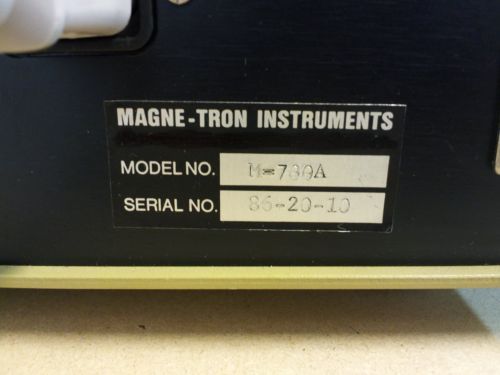 MAGNE-TRON INSTRUMENTS
MODEL NO. M-700A
SERIAL NO. 86-20-10